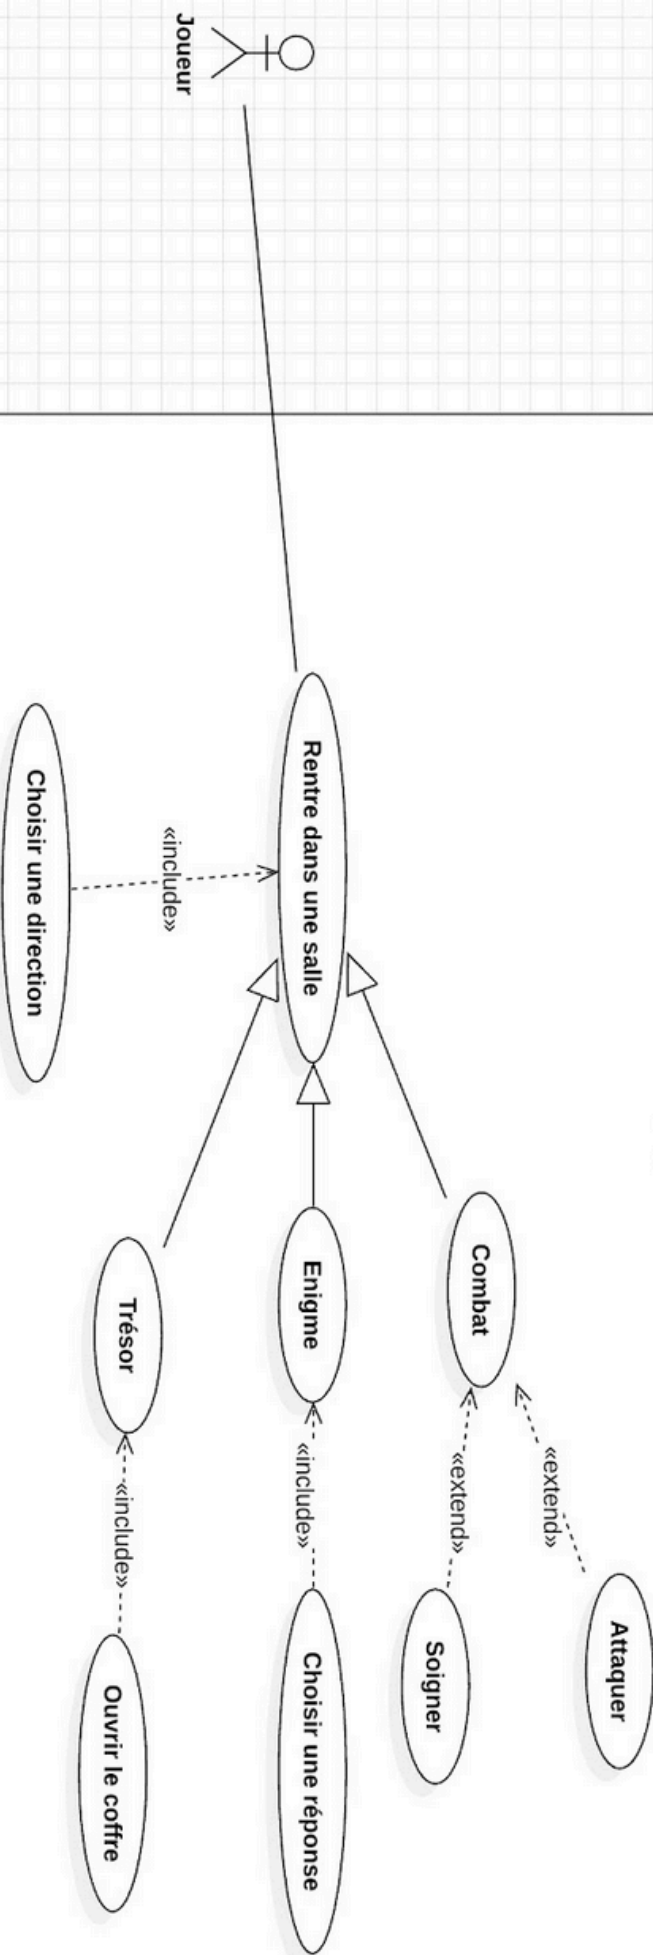 Joueur
Rentre dans une salle
Choisir une direction
«include»
Combat
Enigme
Trésor
«extend»
«extend»
«include»
«include»
Attaquer
Soigner
Choisir une réponse
Ouvrir le coffre